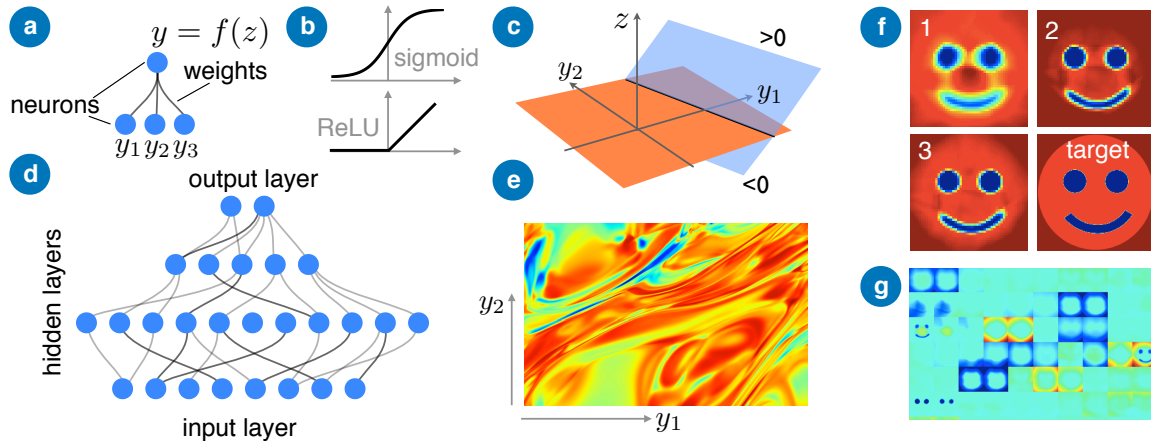 a
y = f(z)
neurons
weights
y1 y2 y3
b
sigmoid
ReLU
c
z
>0
y2
y1
<0
d
output layer
hidden layers
input layer
e
y2
y1
f
1
2
3
target
g